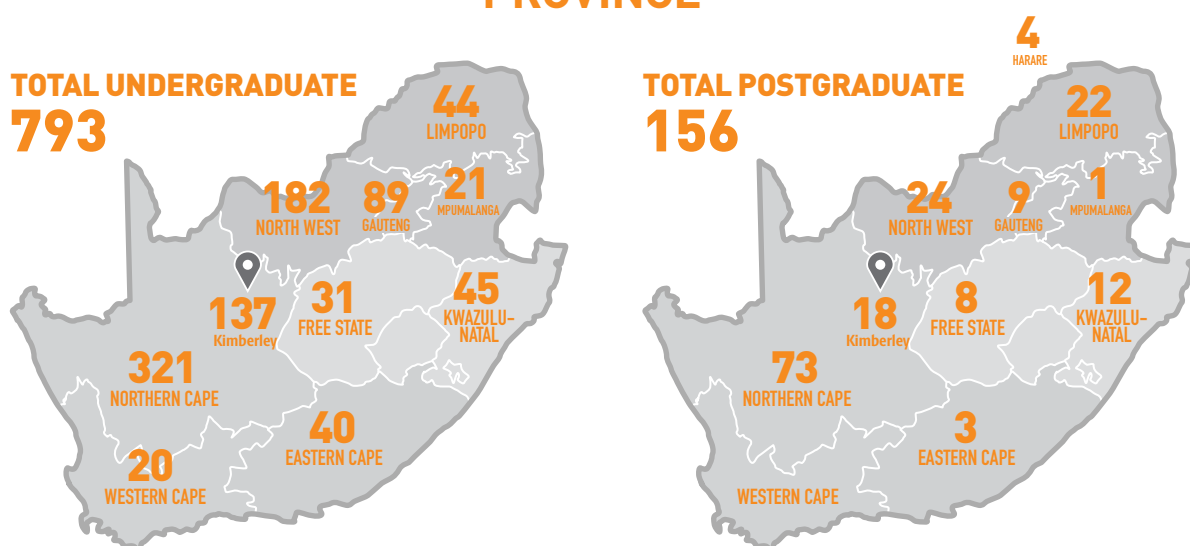 PROVINCE
TOTAL UNDERGRADUATE
793
44
LIMPOPO
182
NORTH WEST
89
GAUTENG
21
MPUMALANGA
137
Kimberley
31
FREE STATE
45
KWAZULU-
NATAL
321
NORTHERN CAPE
40
EASTERN CAPE
20
WESTERN CAPE
4
HARARE
TOTAL POSTGRADUATE
156
22
LIMPOPO
24
NORTH WEST
9
GAUTENG
1
MPUMALANGA
18
Kimberley
8
FREE STATE
12
KWAZULU-
NATAL
73
NORTHERN CAPE
3
EASTERN CAPE
WESTERN CAPE